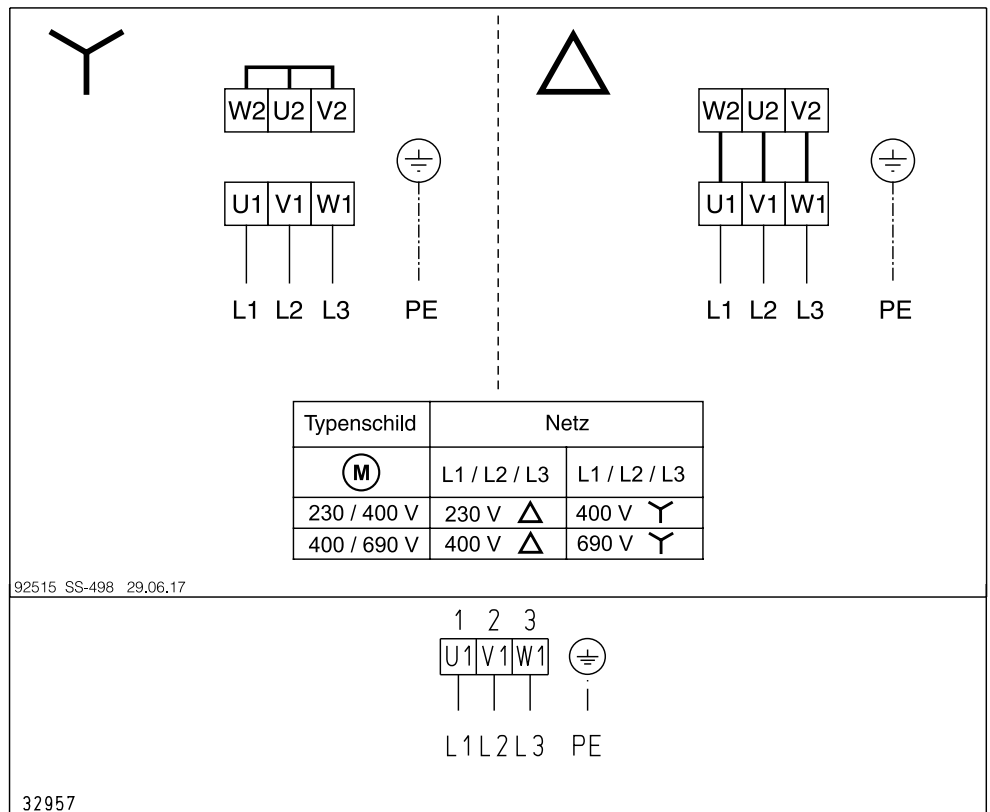 W2 U2 V2
U1 V1 W1
L1 L2 L3 PE
W2 U2 V2
U1 V1 W1
L1 L2 L3 PE
Typenschild Netz
M L1 / L2 / L3 L1 / L2 / L3
230 / 400 V 230 V 400 V
400 / 690 V 400 V 690 V
92515 SS-498 29.06.17
1 2 3
U1 V1 W1
L1 L2 L3 PE
32957